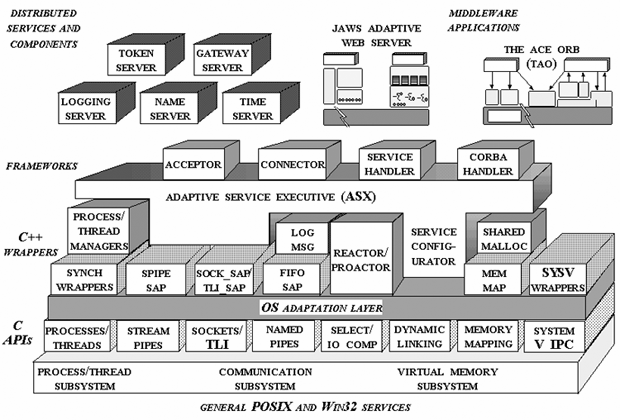 DISTRIBUTED
SERVICES AND
COMPONENTS
JAWS ADAPTIVE
WEB SERVER
MIDDLEWARE
APPLICATIONS
TOKEN
SERVER
GATEWAY
SERVER
THE ACE ORB
(TAO)
LOGGING
SERVER
NAME
SERVER
TIME
SERVER
FRAMEWORKS
ACCEPTOR
CONNECTOR
SERVICE
HANDLER
CORBA
HANDLER
ADAPTIVE SERVICE EXECUTIVE (ASX)
C++
WRAPPERS
PROCESS/
THREAD
MANAGERS
LOG
MSG
REACTOR/
PROACTOR
SERVICE
CONFIG-
URATOR
SHARED
MALLOC
SYNCH
WRAPPERS
SPIPE
SAP
SOCK_SAP/
TLI_SAP
FIFO
SAP
MEM
MAP
SYSV
WRAPPERS
OS ADAPTATION LAYER
C
APIS
PROCESSES/
THREADS
STREAM
PIPES
SOCKETS/
TLI
NAMED
PIPES
SELECT/
IO COMP
DYNAMIC
LINKING
MEMORY
MAPPING
SYSTEM
V IPC
PROCESS/THREAD
SUBSYSTEM
COMMUNICATION
SUBSYSTEM
VIRTUAL MEMORY
SUBSYSTEM
GENERAL POSIX AND WIN32 SERVICES